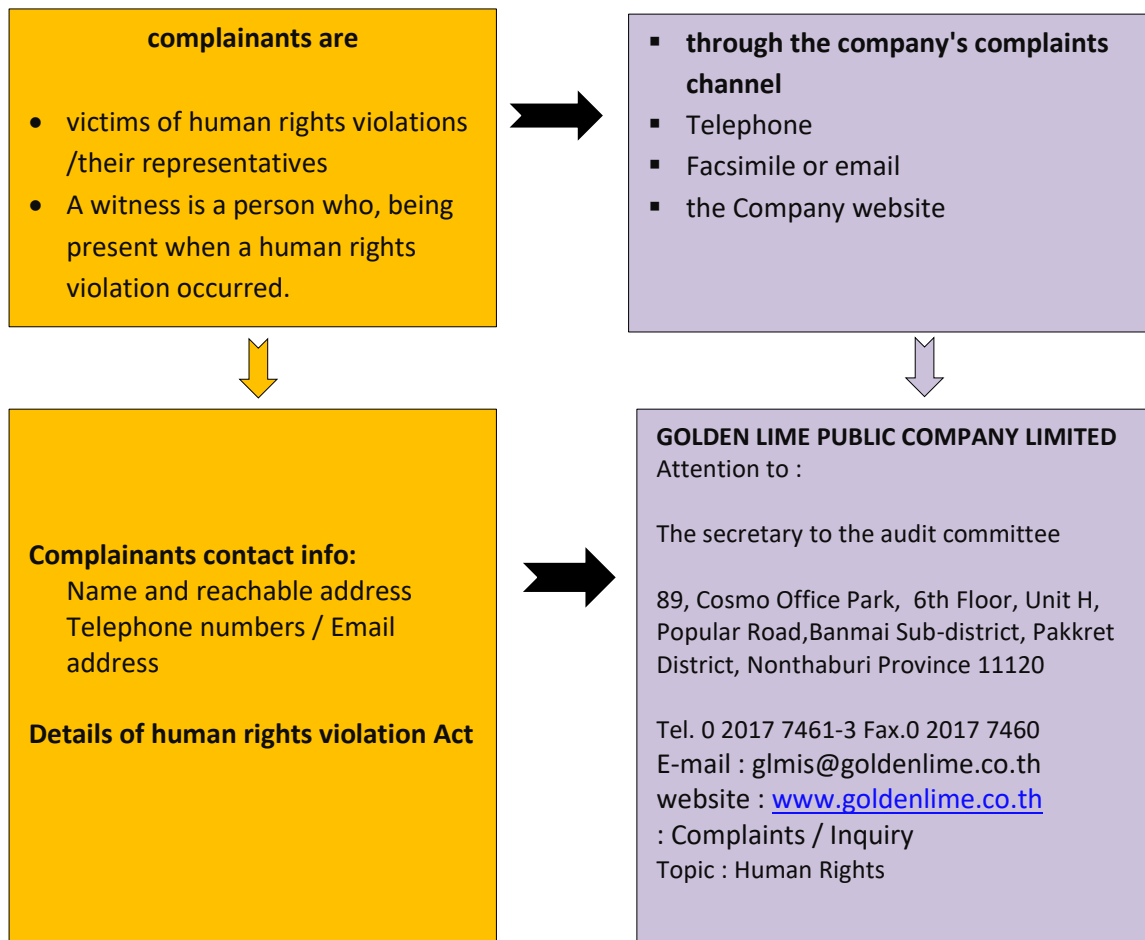 complainants are
• victims of human rights violations
/their representatives
• A witness is a person who, being
present when a human rights
violation occurred.
▪ through the company's complaints
channel
▪ Telephone
▪ Facsimile or email
▪ the Company website
Complainants contact info:
Name and reachable address
Telephone numbers / Email
address
Details of human rights violation Act
GOLDEN LIME PUBLIC COMPANY LIMITED
Attention to :
The secretary to the audit committee
89, Cosmo Office Park, 6th Floor, Unit H,
Popular Road,Banmai Sub-district, Pakkret
District, Nonthaburi Province 11120
Tel. 0 2017 7461-3 Fax.0 2017 7460
E-mail : glmis@goldenlime.co.th
website : www.goldenlime.co.th
: Complaints / Inquiry
Topic : Human Rights